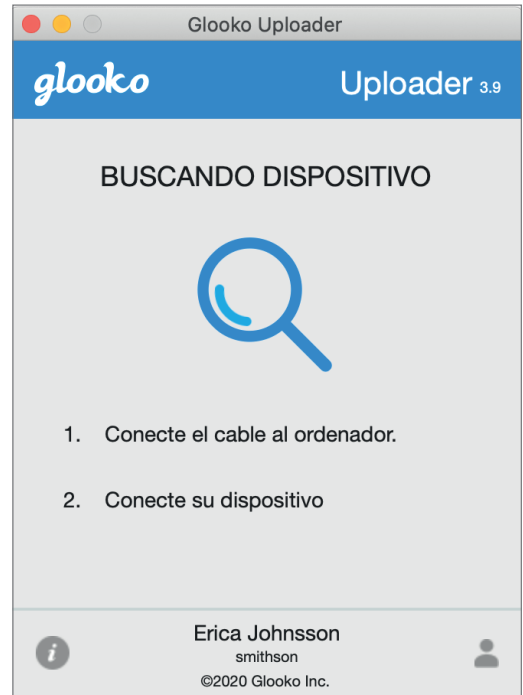 Glooko Uploader
glooko
Uploader 3.9
BUSCANDO DISPOSITIVO
1. Conecte el cable al ordenador.
2. Conecte su dispositivo
i
Erica Johnsson
smithson
©2020 Glooko Inc.